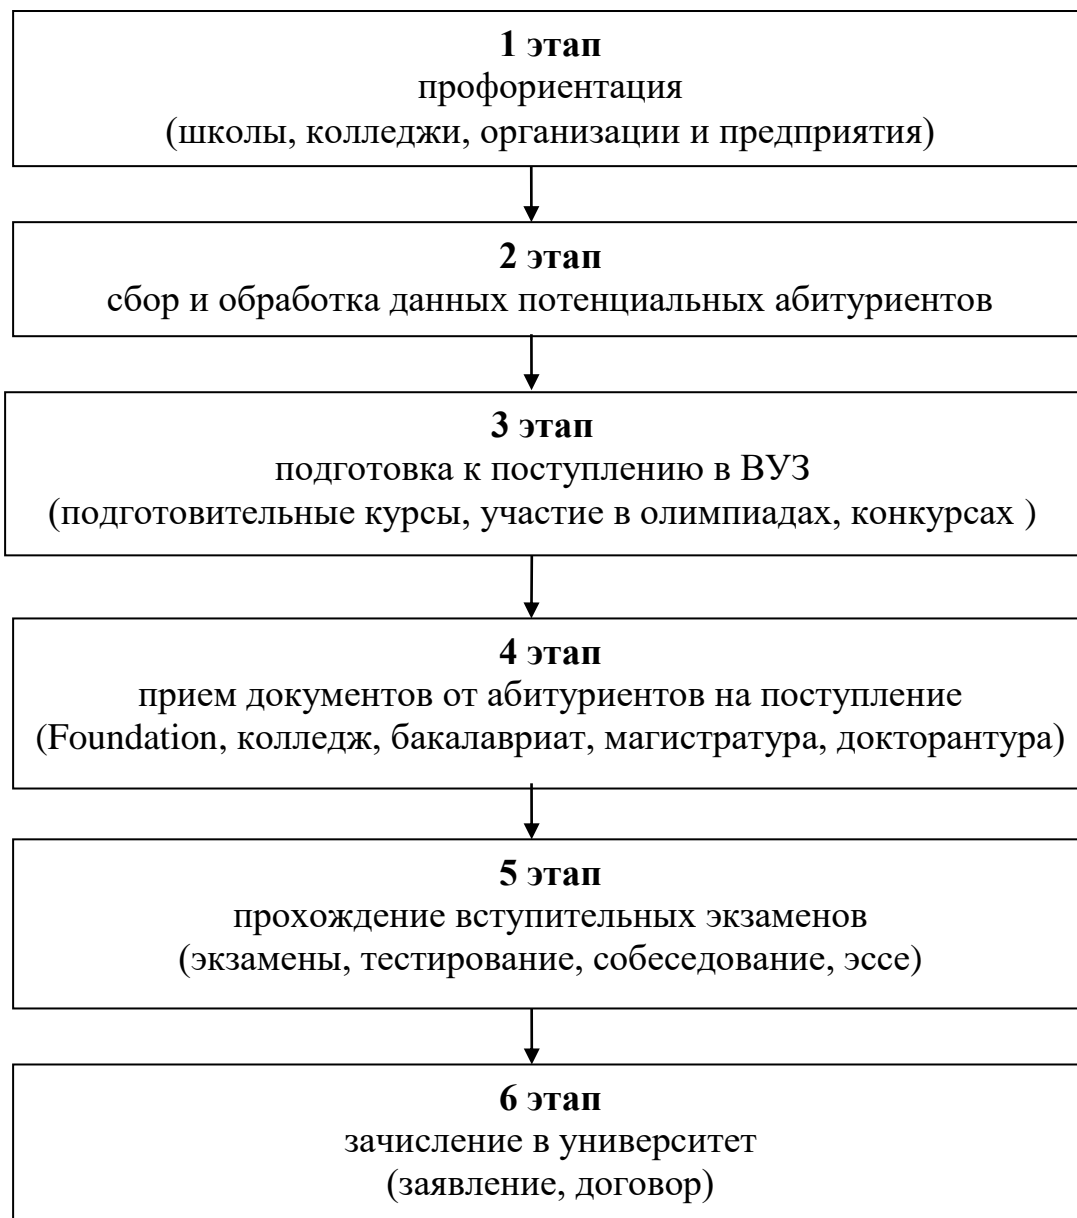 1 этап
профориентация
(школы, колледжи, организации и предприятия)
2 этап
сбор и обработка данных потенциальных абитуриентов
3 этап
подготовка к поступлению в ВУЗ
(подготовительные курсы, участие в олимпиадах, конкурсах )
4 этап
прием документов от абитуриентов на поступление
(Foundation, колледж, бакалавриат, магистратура, докторантура)
5 этап
прохождение вступительных экзаменов
(экзамены, тестирование, собеседование, эссе)
6 этап
зачисление в университет
(заявление, договор)